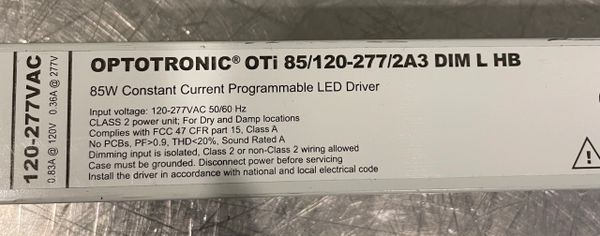 120-277VAC
0.83A @ 120V 0.36A @ 277V
OPTOTRONIC® OTi 85/120-277/2A3 DIM L HB
85W Constant Current Programmable LED Driver
Input voltage: 120-277VAC 50/60 Hz
CLASS 2 power unit; For Dry and Damp locations
Complies with FCC 47 CFR part 15, Class A
No PCBs, PF>0.9, THD<20%, Sound Rated A
Dimming input is isolated, Class 2 or non-Class 2 wiring allowed
Case must be grounded. Disconnect power before servicing
Install the driver in accordance with national and local electrical code